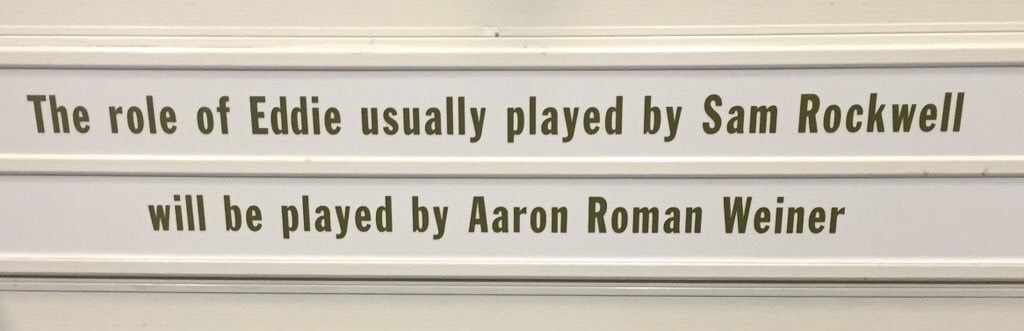 The role of Eddie usually played by Sam Rockwell
will be played by Aaron Roman Weiner